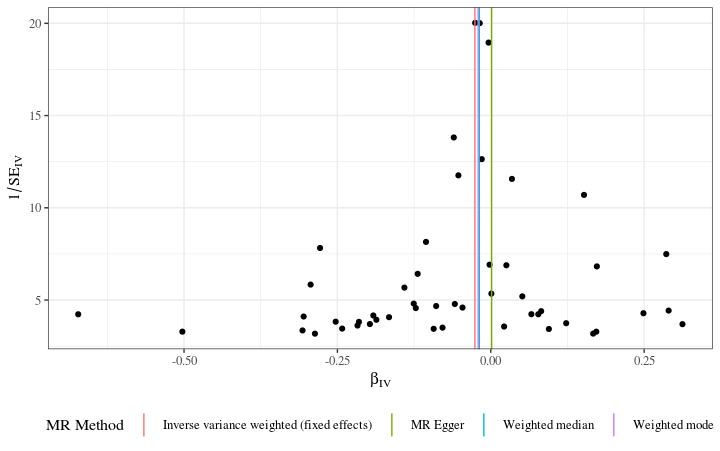 20
15
10
5
1/SE_IV
-0.50
-0.25
0.00
0.25
β_IV
MR Method
Inverse variance weighted (fixed effects)
MR Egger
Weighted median
Weighted mode